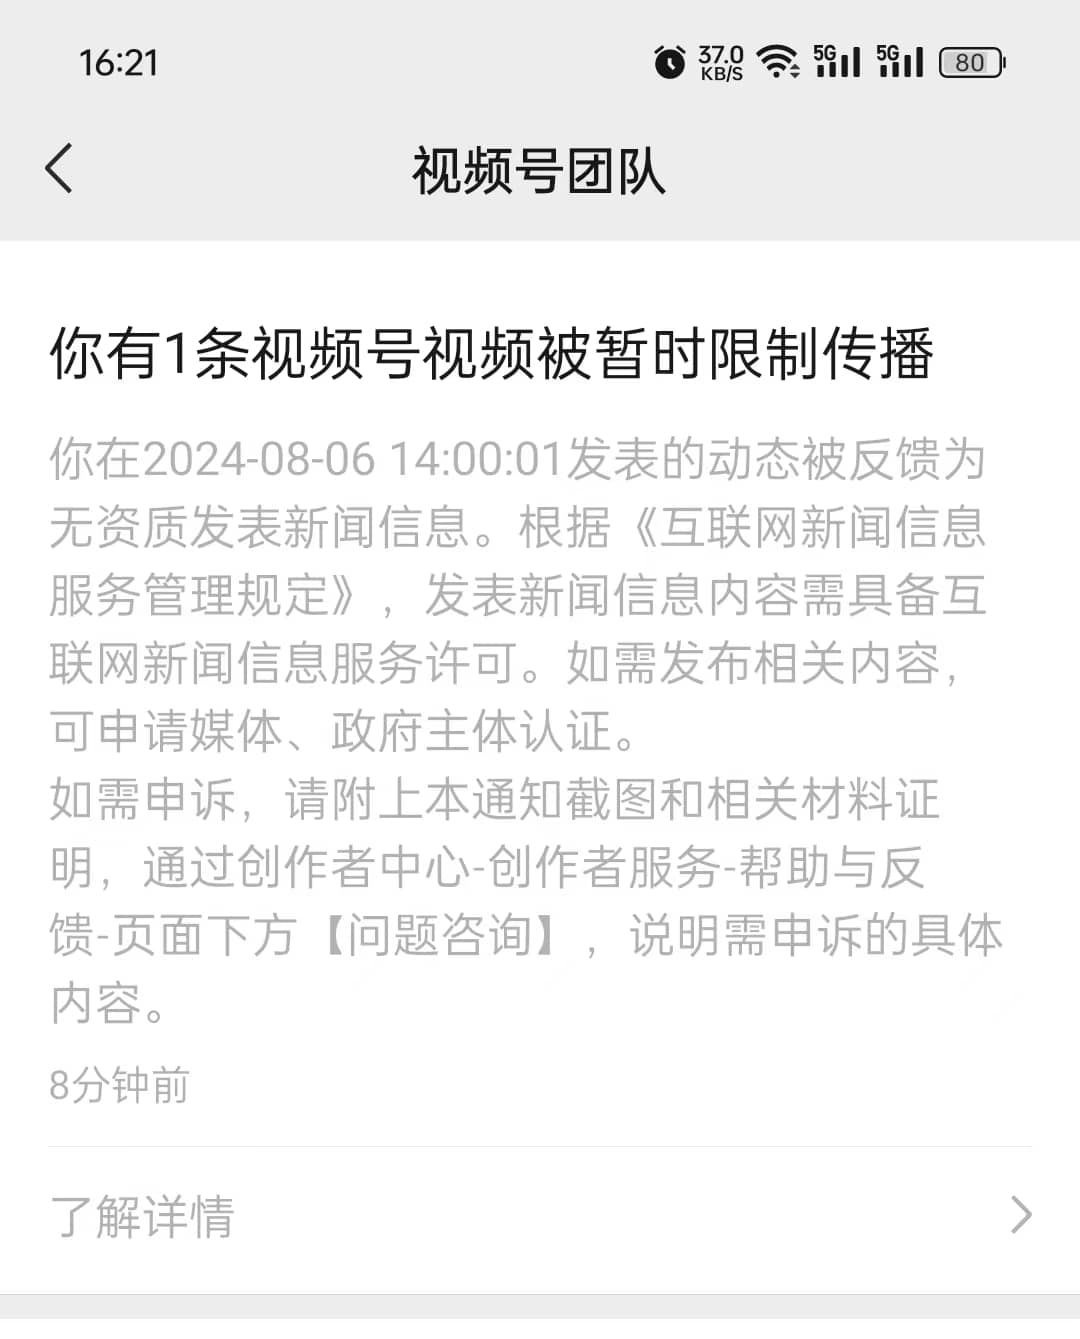 16:21
37.0
KB/S
5G
5G
80
视频号团队
你有1条视频号视频被暂时限制传播
你在2024-08-06 14:00:01发表的动态被反馈为
无资质发表新闻信息。根据《互联网新闻信息
服务管理规定》，发表新闻信息内容需具备互
联网新闻信息服务许可。如需发布相关内容，
可申请媒体、政府主体认证。
如需申诉，请附上本通知截图和相关材料证
明，通过创作者中心-创作者服务-帮助与反
馈-页面下方【问题咨询】，说明需申诉的具体
内容。
8分钟前
了解详情